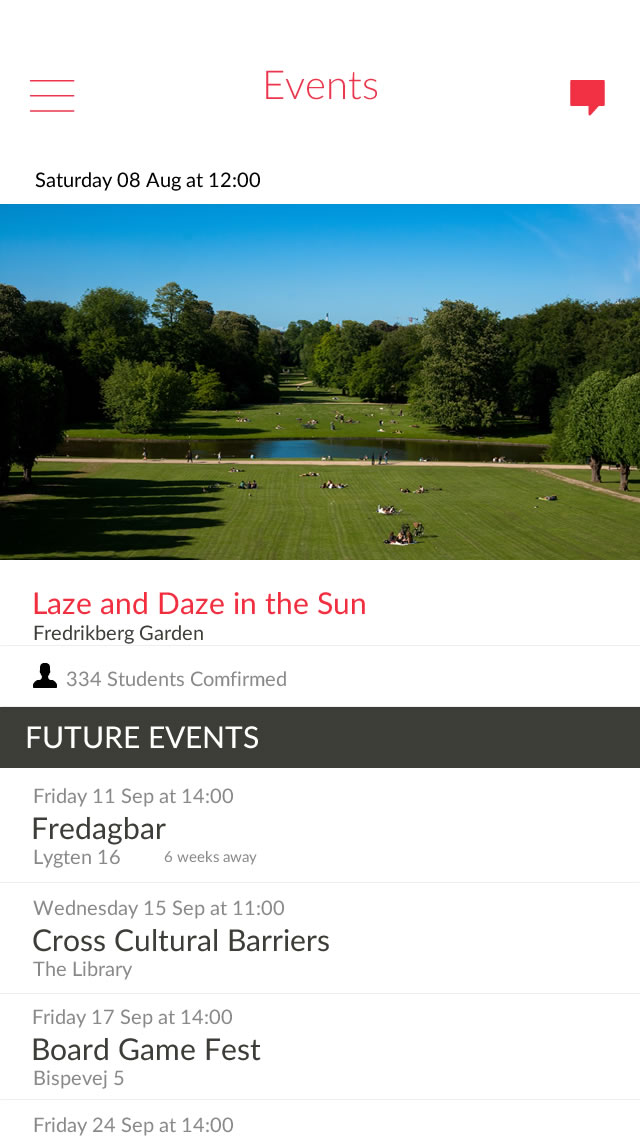 Events
Saturday 08 Aug at 12:00
Laze and Daze in the Sun
Fredrikberg Garden
334 Students Comfirmed
FUTURE EVENTS
Friday 11 Sep at 14:00
Fredagbar
Lygten 16 6 weeks away
Wednesday 15 Sep at 11:00
Cross Cultural Barriers
The Library
Friday 17 Sep at 14:00
Board Game Fest
Bispevej 5
Friday 24 Sep at 14:00